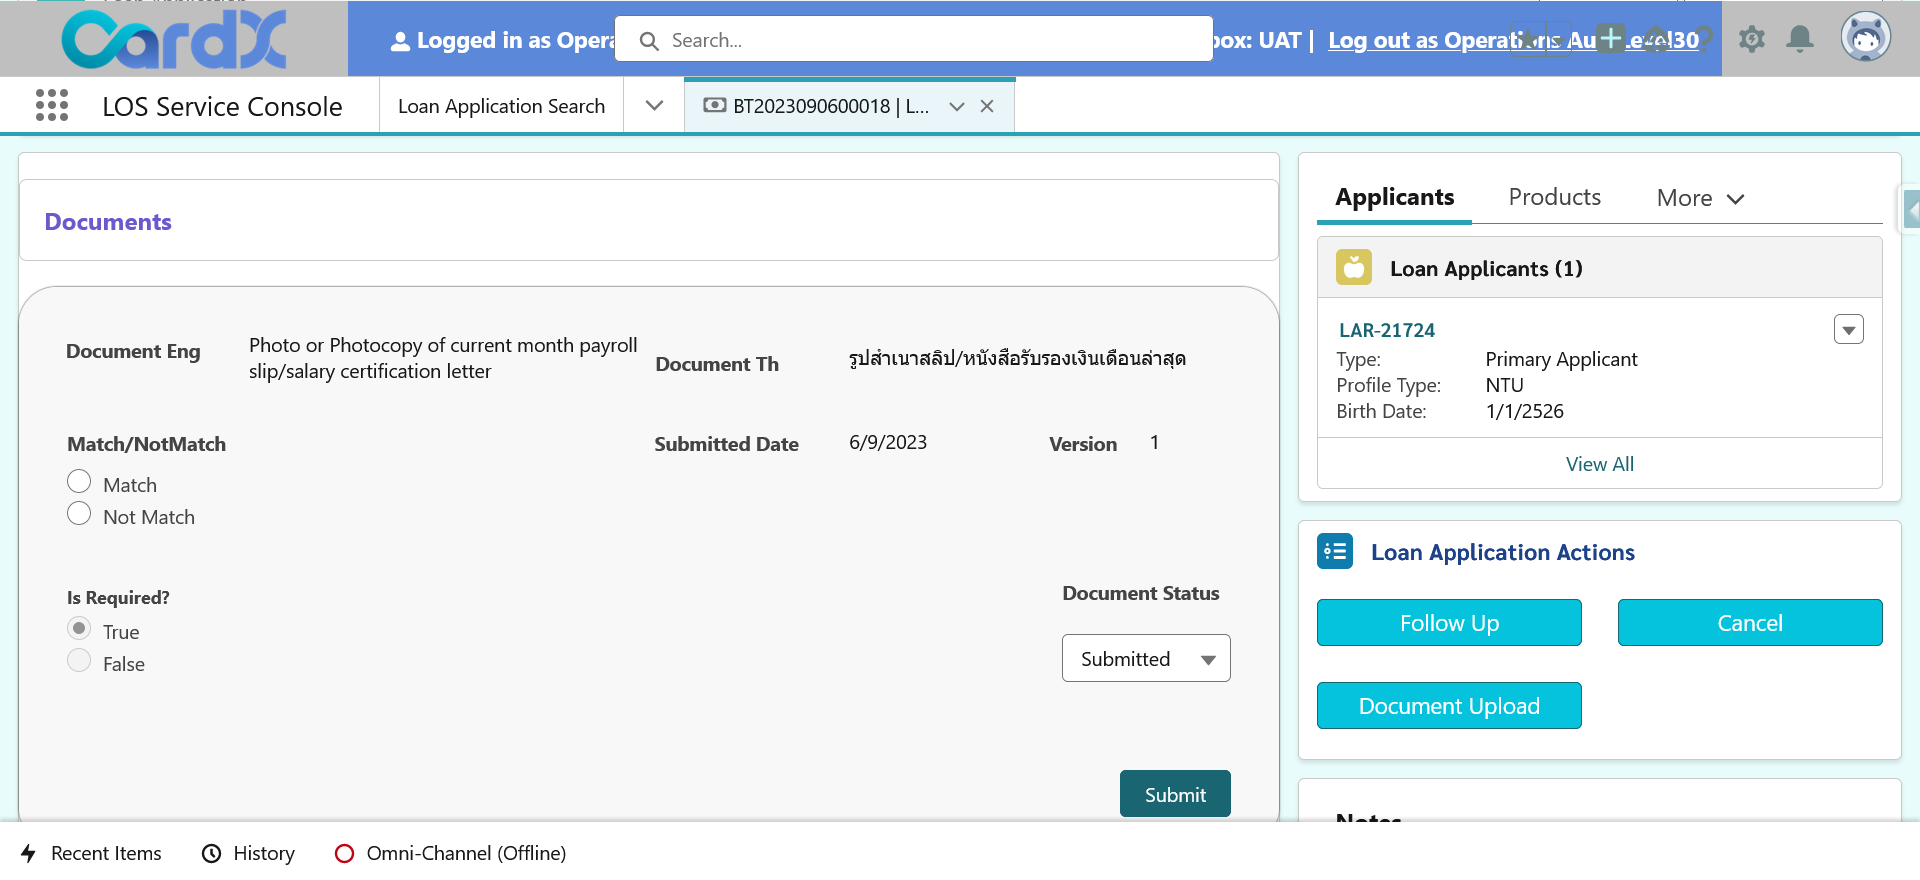 CardX
Logged in as Opera
Search...
box: UAT |
Log out as Operations Au Level30
LOS Service Console
Loan Application Search
BT2023090600018 | L...
Documents
Document Eng
Photo or Photocopy of current month payroll
slip/salary certification letter
Document Th
รูปสำเนาสลิป/หนังสือรับรองเงินเดือนล่าสุด
Match/NotMatch
Match
Not Match
Submitted Date
6/9/2023
Version
1
Is Required?
True
False
Document Status
Submitted
Submit
Applicants
Products
More
Loan Applicants (1)
LAR-21724
Type:
Primary Applicant
Profile Type:
NTU
Birth Date:
1/1/2526
View All
Loan Application Actions
Follow Up
Cancel
Document Upload
Notes
Recent Items
History
Omni-Channel (Offline)